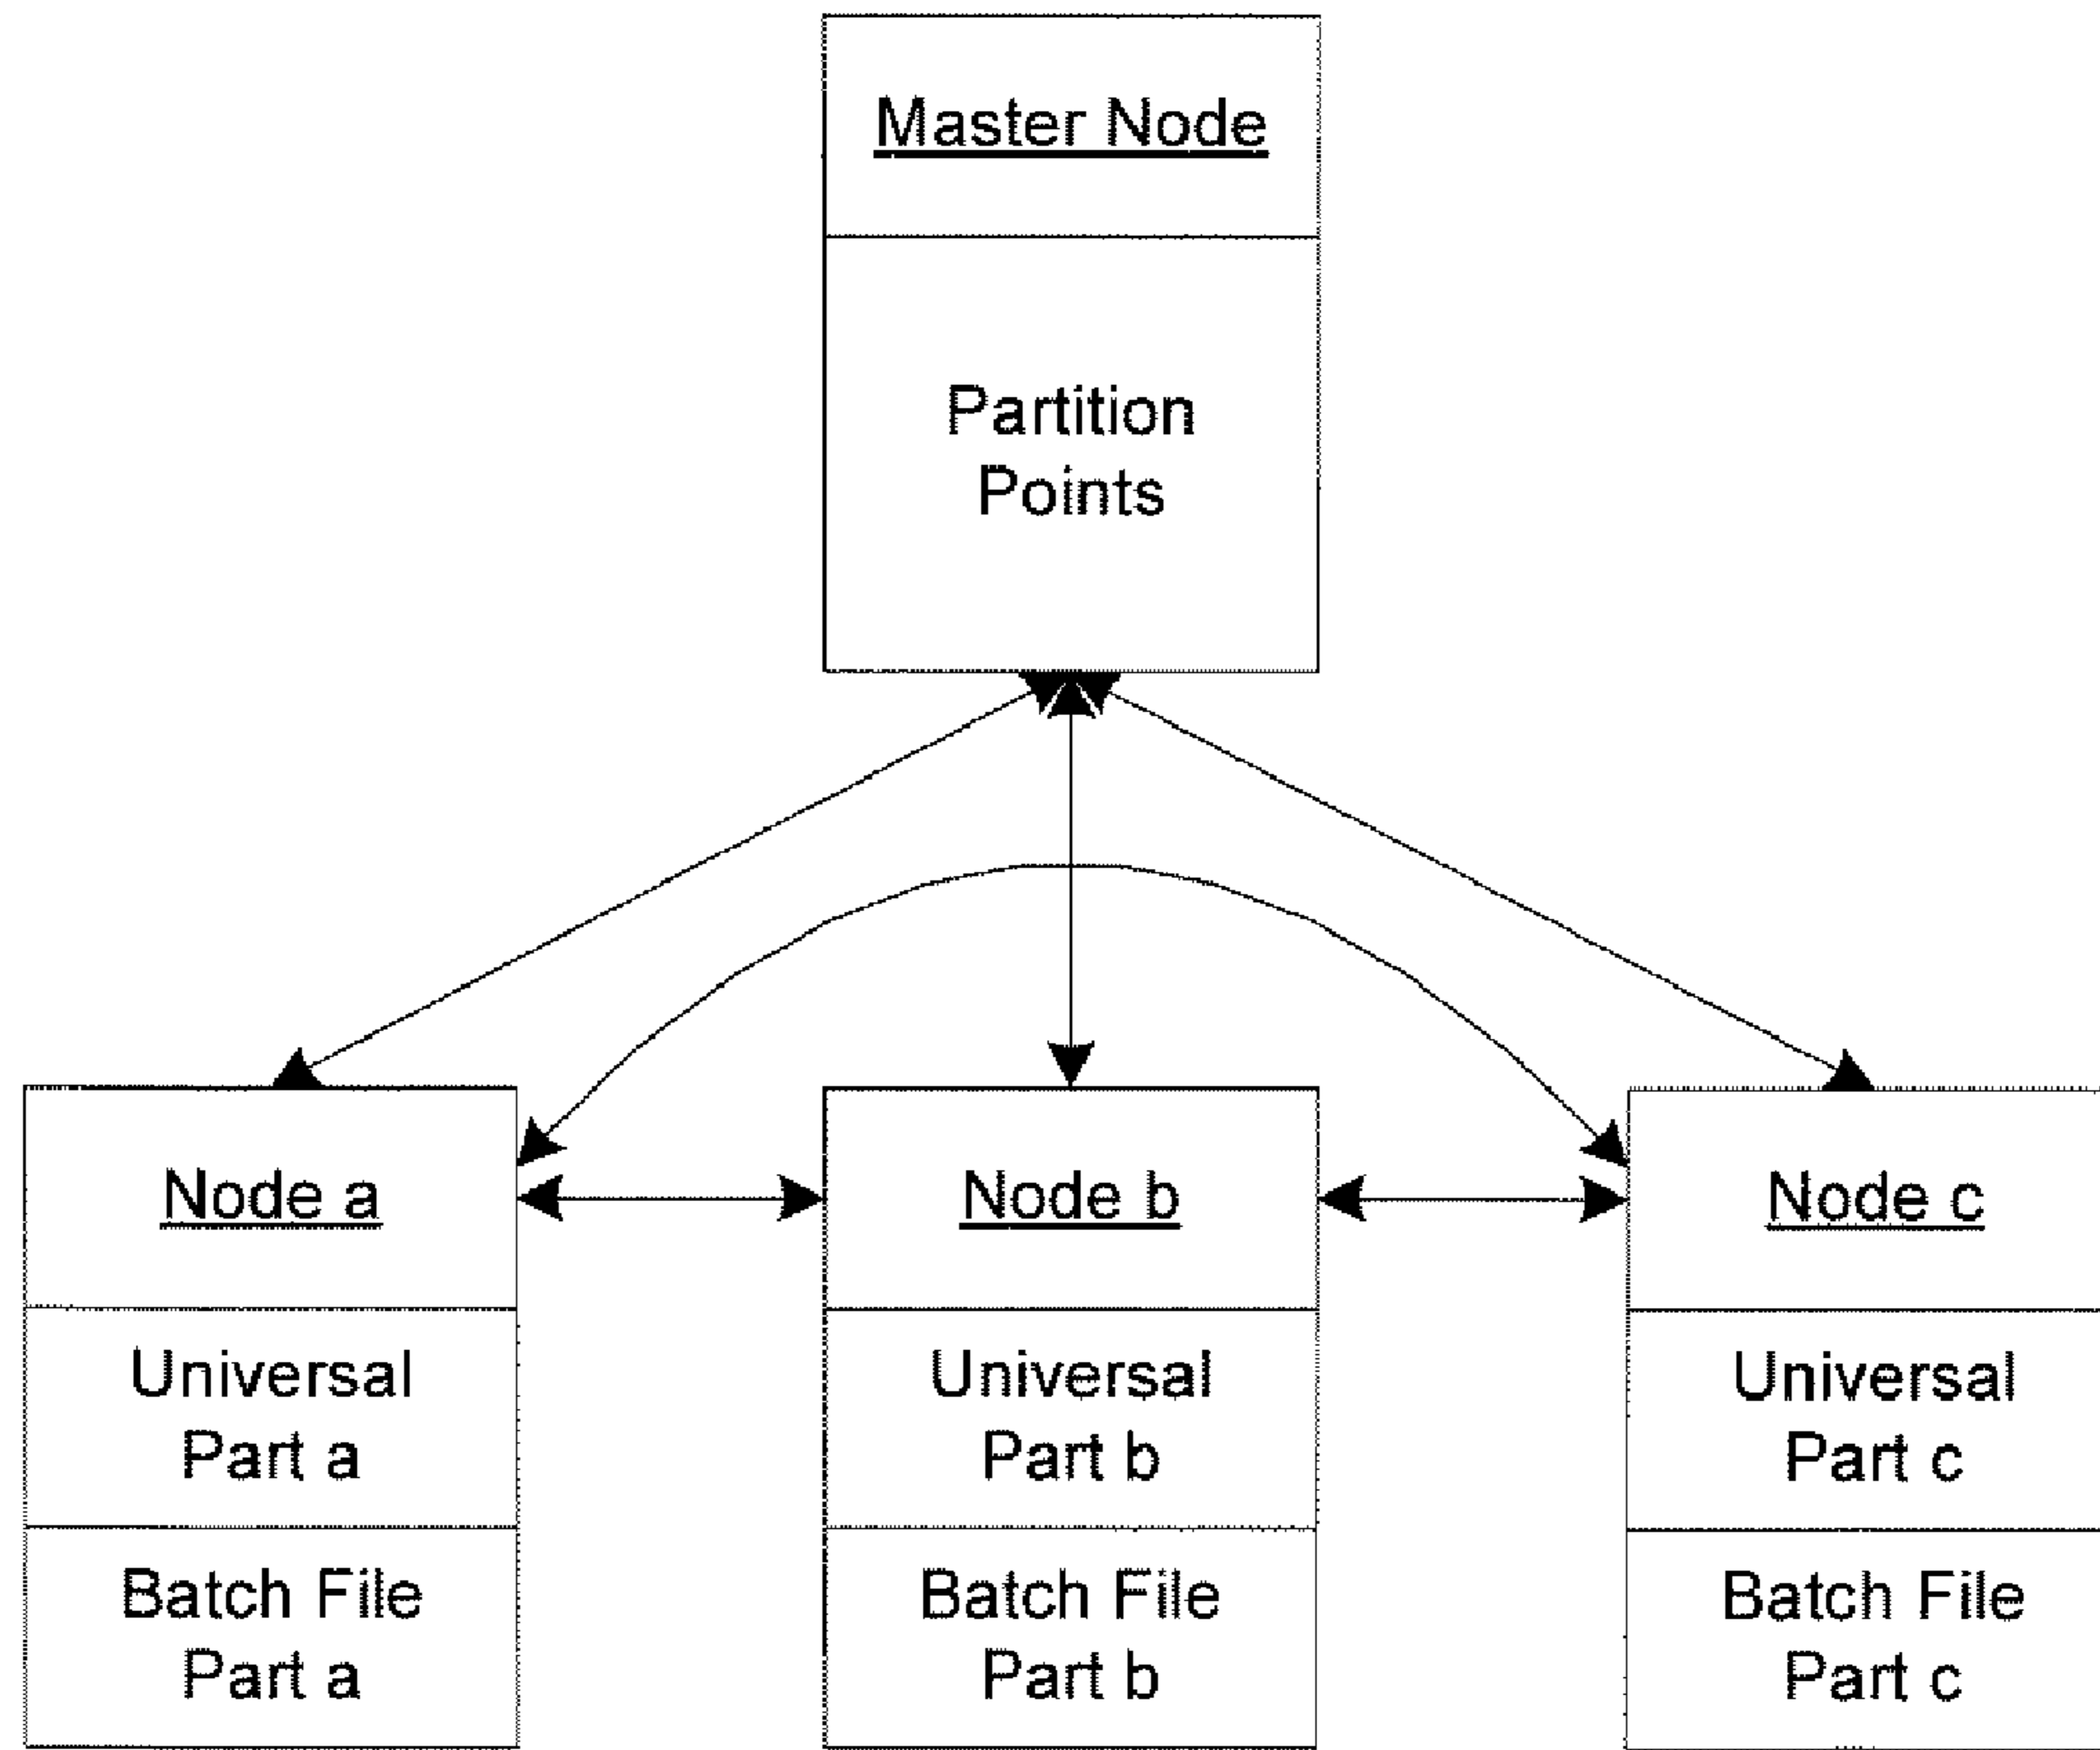 Master Node
Partition
Points
Node a
Universal
Part a
Batch File
Part a
Node b
Universal
Part b
Batch File
Part b
Node c
Universal
Part c
Batch File
Part c